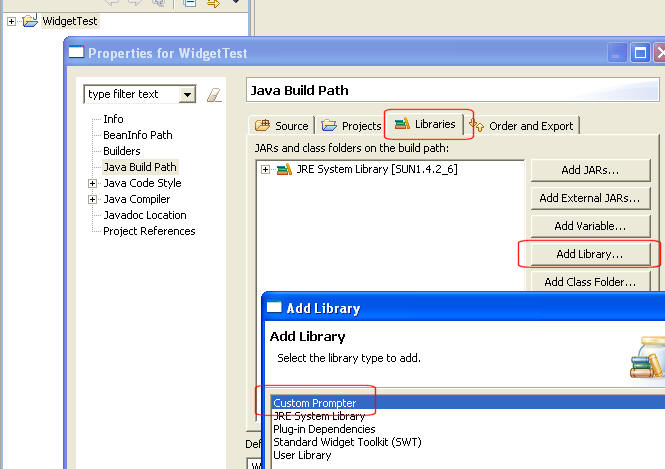 WidgetTest
Properties for WidgetTest
type filter text
Info
BeanInfo Path
Builders
Java Build Path
Java Code Style
Java Compiler
Javadoc Location
Project References
Java Build Path
Source
Projects
Libraries
Order and Export
JARs and class folders on the build path:
JRE System Library [SUN1.4.2_6]
Add JARs...
Add External JARs...
Add Variable...
Add Library...
Add Class Folder...
Add Library
Add Library
Select the library type to add.
Custom Prompter
JRE System Library
Plug-in Dependencies
Standard Widget Toolkit (SWT)
User Library